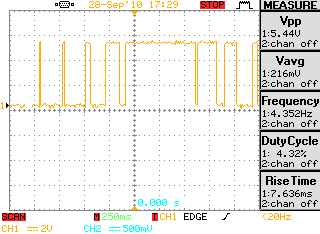 28-Sep'10 17:29 STOP MEASURE
Vpp
1:5.44V
2:chan off
Vavg
1:216mV
2:chan off
Frequency
1:4.352Hz
2:chan off
DutyCycle
1: 4.32%
2:chan off
RiseTime
1:7.636ms
2:chan off
1
0.000 s
SCAN M 250ms T CH1 EDGE <20Hz
CH1 2V CH2 500mV